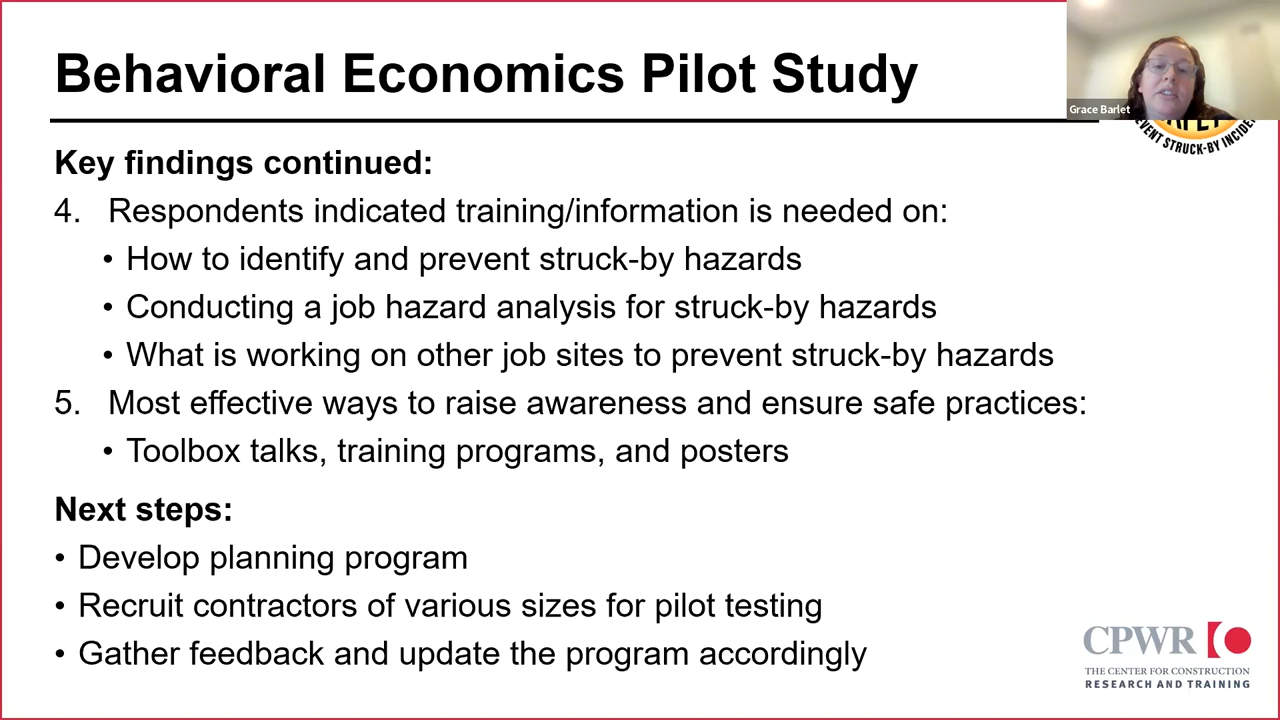 Behavioral Economics Pilot Study
Grace Barlet
EVENT STRUCK-BY INCIDEN
Key findings continued:
4. Respondents indicated training/information is needed on:
• How to identify and prevent struck-by hazards
• Conducting a job hazard analysis for struck-by hazards
• What is working on other job sites to prevent struck-by hazards
5. Most effective ways to raise awareness and ensure safe practices:
• Toolbox talks, training programs, and posters
Next steps:
• Develop planning program
• Recruit contractors of various sizes for pilot testing
• Gather feedback and update the program accordingly
CPWR
THE CENTER FOR CONSTRUCTION
RESEARCH AND TRAINING